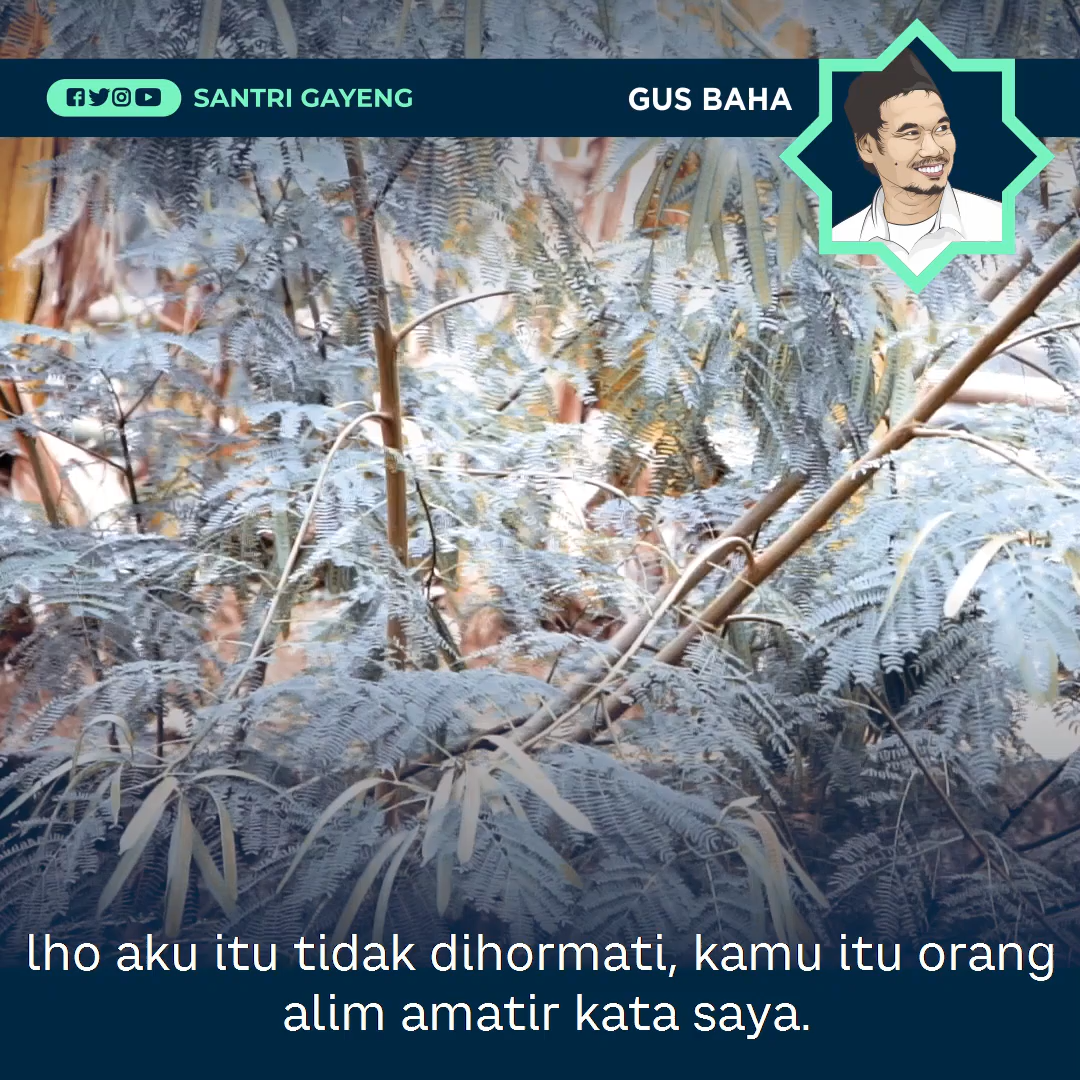 SANTRI GAYENG
GUS BAHA
lho aku itu tidak dihormati, kamu itu orang
alim amatir kata saya.